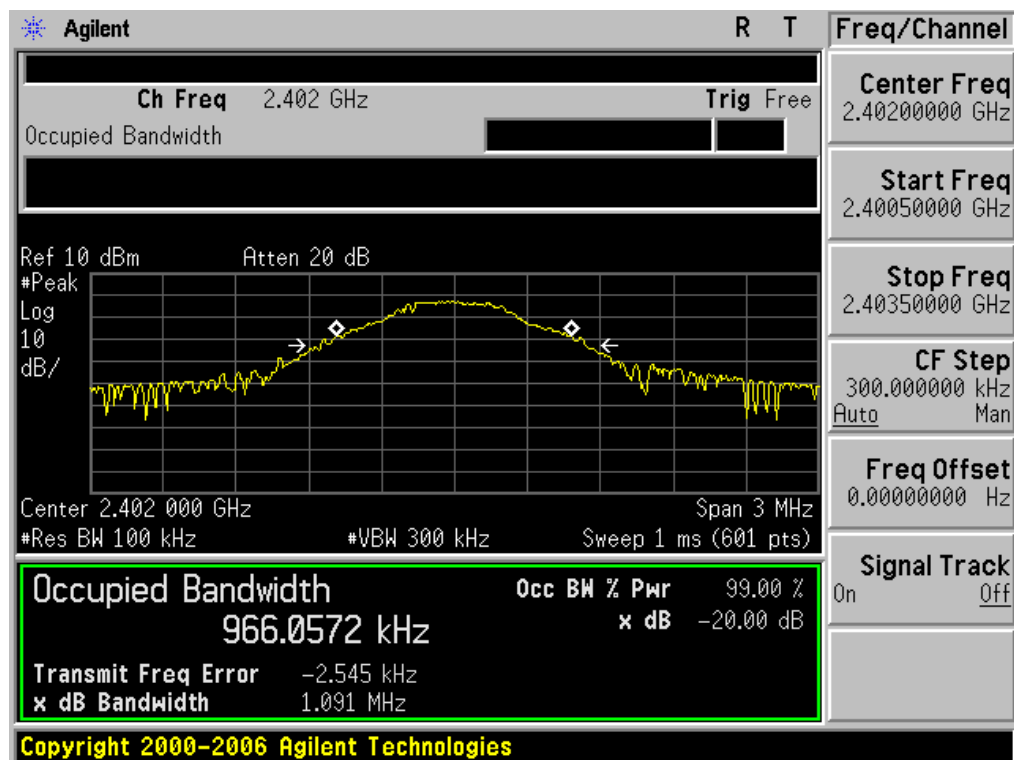 Agilent R T Freq/Channel
Ch Freq 2.402 GHz Trig Free
Occupied Bandwidth
Center Freq
2.40200000 GHz
Start Freq
2.40050000 GHz
Stop Freq
2.40350000 GHz
CF Step
300.000000 kHz
Auto Man
Freq Offset
0.00000000 Hz
Signal Track
On Off
Ref 10 dBm Atten 20 dB
#Peak
Log
10
dB/
Center 2.402 000 GHz Span 3 MHz
#Res BW 100 kHz #VBW 300 kHz Sweep 1 ms (601 pts)
Occupied Bandwidth
966.0572 kHz
Occ BW % Pwr 99.00 %
x dB -20.00 dB
Transmit Freq Error -2.545 kHz
x dB Bandwidth 1.091 MHz
Copyright 2000-2006 Agilent Technologies